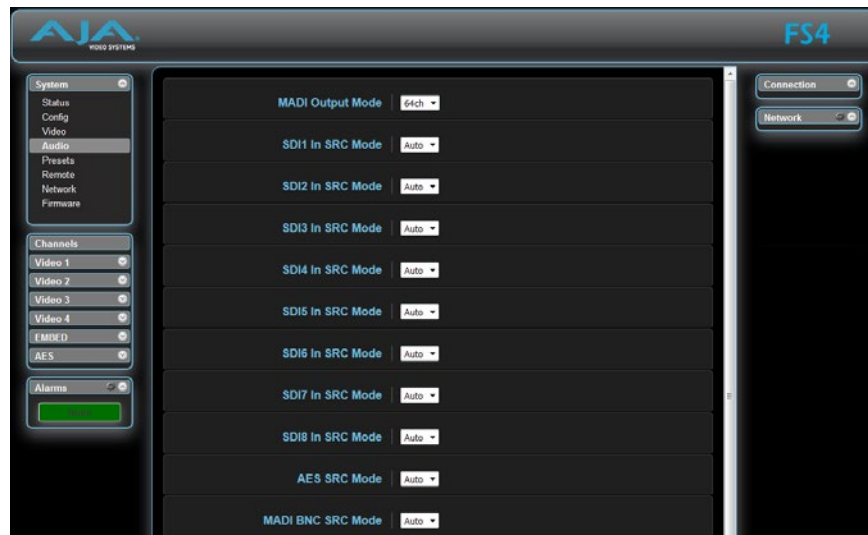 AJA
VIDEO SYSTEMS
FS4
System
Status
Config
Video
Audio
Presets
Remote
Network
Firmware
Channels
Video 1
Video 2
Video 3
Video 4
EMBED
AES
Alarms
None
MADI Output Mode 64ch
SDI1 In SRC Mode Auto
SDI2 In SRC Mode Auto
SDI3 In SRC Mode Auto
SDI4 In SRC Mode Auto
SDI5 In SRC Mode Auto
SDI6 In SRC Mode Auto
SDI7 In SRC Mode Auto
SDI8 In SRC Mode Auto
AES SRC Mode Auto
MADI BNC SRC Mode Auto
Connection
Network